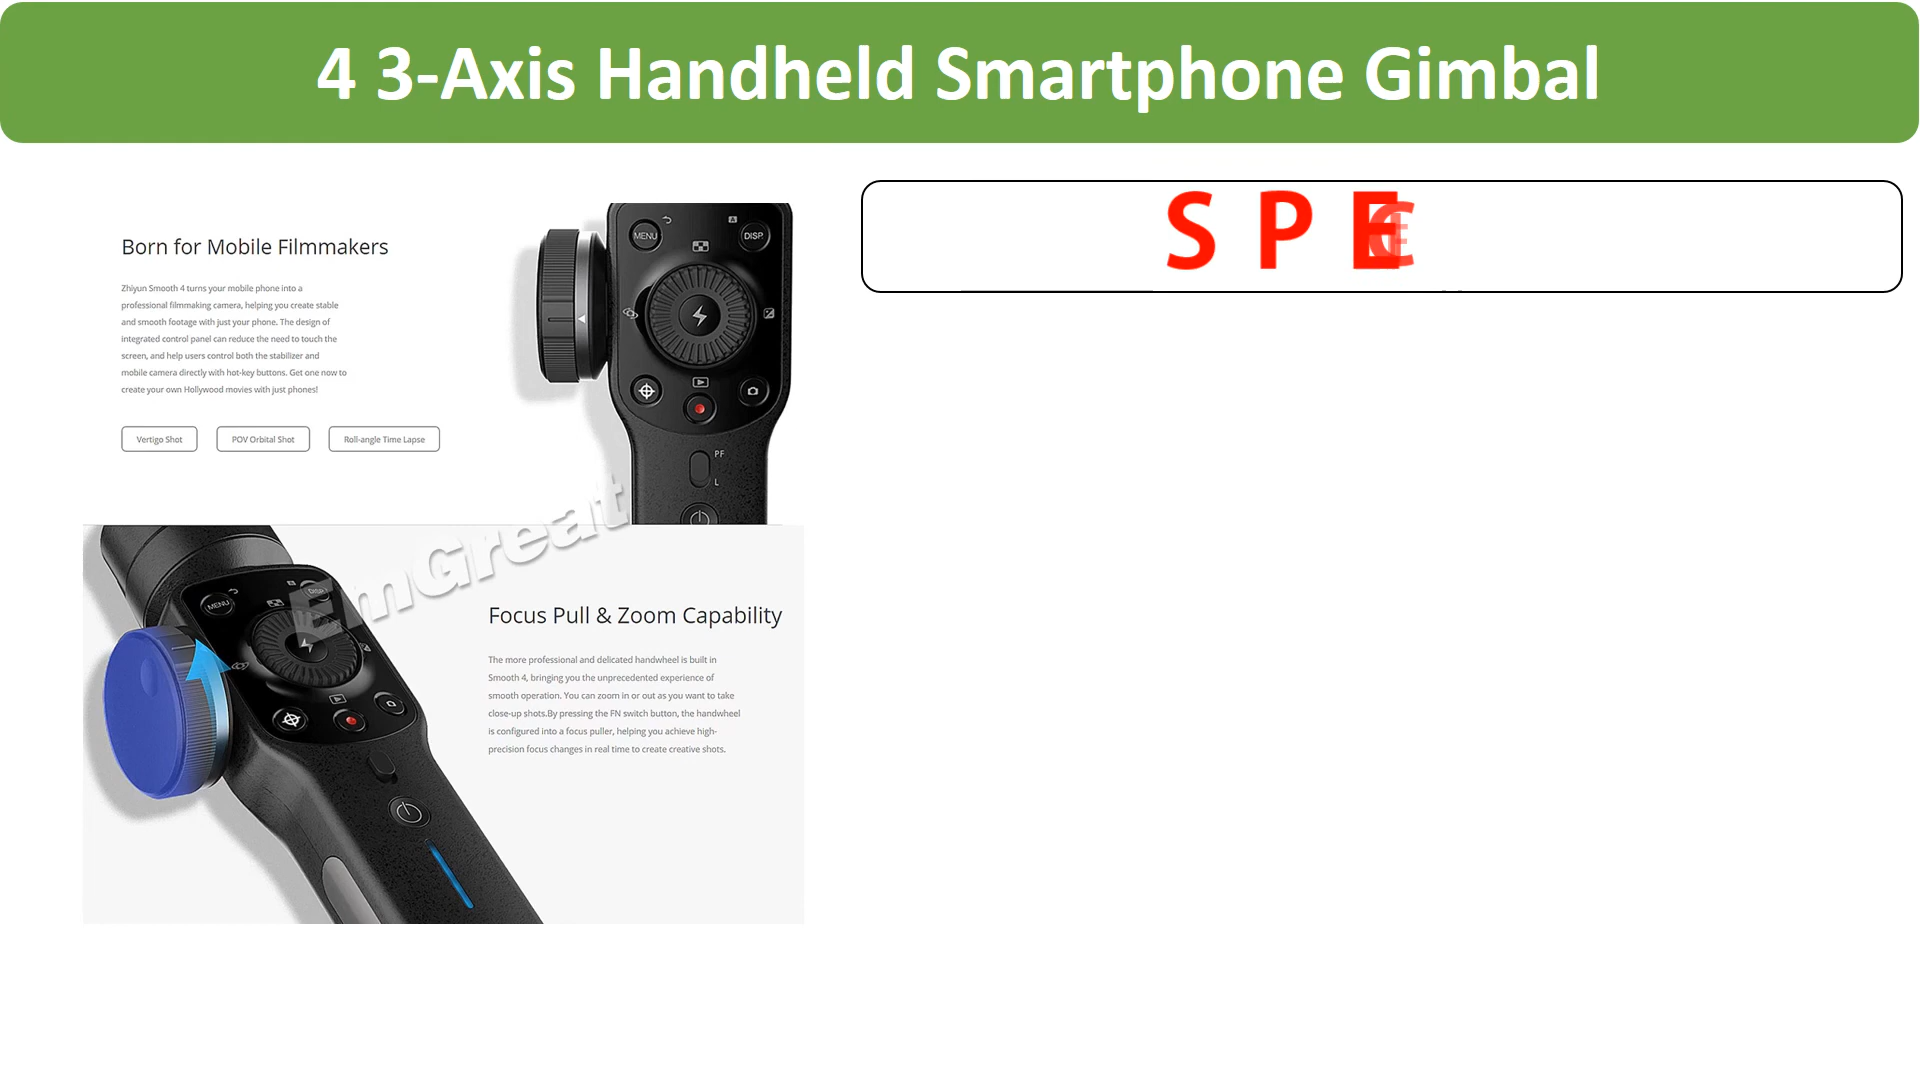 4 3-Axis Handheld Smartphone Gimbal
S P E
Born for Mobile Filmmakers
Zhiyun Smooth 4 turns your mobile phone into a
professional filmmaking camera, helping you create stable
and smooth footage with just your phone. The design of
integrated control panel can reduce the need to touch the
screen, and help users control both the stabilizer and
mobile camera directly with hot-key buttons. Get one now to
create your own Hollywood movies with just phones!
Vertigo Shot
POV Orbital Shot
Roll-angle Time Lapse
MENU
DISP.
PF
L
EmGreat
MENU
Focus Pull & Zoom Capability
The more professional and delicated handwheel is built in
Smooth 4, bringing you the unprecedented experience of
smooth operation. You can zoom in or out as you want to take
close-up shots.By pressing the FN switch button, the handwheel
is configured into a focus puller, helping you achieve high-
precision focus changes in real time to create creative shots.